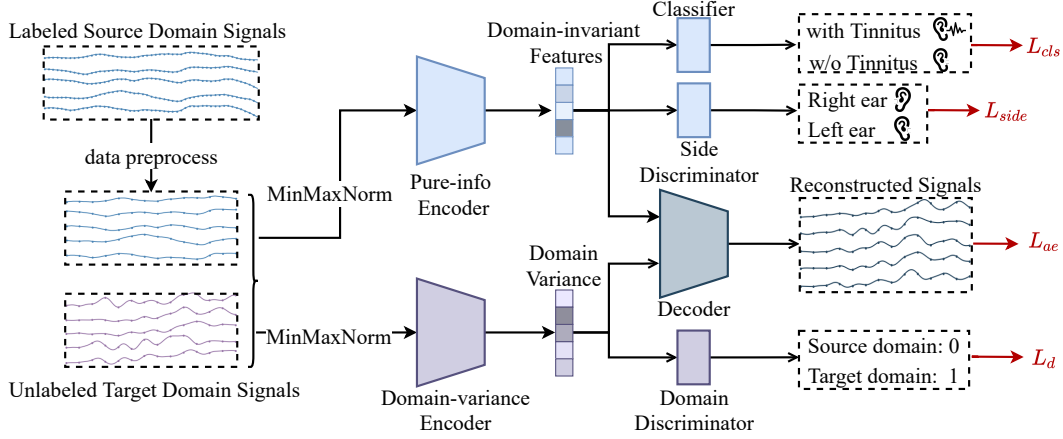 Labeled Source Domain Signals
data preprocess
Unlabeled Target Domain Signals
MinMaxNorm
MinMaxNorm
Pure-info
Encoder
Domain-variance
Encoder
Domain-invariant
Features
Domain
Variance
Classifier
Side
Discriminator
Decoder
Domain
Discriminator
with Tinnitus
w/o Tinnitus
Right ear
Left ear
Reconstructed Signals
Source domain: 0
Target domain: 1
L_cls
L_side
L_ae
L_d